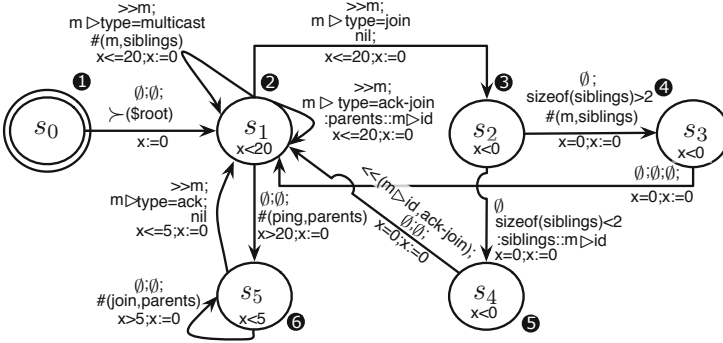 >>m;
m ▷type=multicast
#(m,siblings)
x<=20;x:=0
>>m;
m ▷ type=join
nil;
x<=20;x:=0
❶
∅;∅;
≻($root)
x:=0
s₀
❷
s₁
x<20
>>m;
m ▷ type=ack-join
:parents::m▷id
x<=20;x:=0
❸
s₂
x<0
∅;
sizeof(siblings)>2
#(m,siblings)
x=0;x:=0
❹
s₃
x<0
∅;∅;∅;
x=0;x:=0
<<(m▷id,ack-join);
∅;∅;
x=0;x:=0
∅
sizeof(siblings)<2
:siblings::m▷id
x=0;x:=0
>>m;
m▷type=ack;
nil
x<=5;x:=0
∅;∅;
#(ping,parents)
x>20;x:=0
∅;∅;
#(join,parents)
x>5;x:=0
s₅
x<5
❻
s₄
x<0
❺